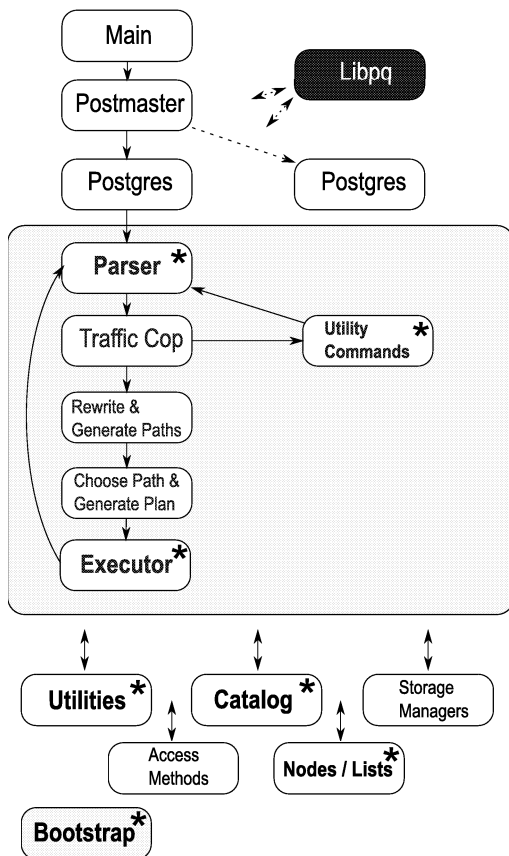 Main
Libpq
Postmaster
Postgres
Postgres
Parser *
Traffic Cop
Utility *
Commands
Rewrite &
Generate Paths
Choose Path &
Generate Plan
Executor *
Utilities *
Catalog *
Storage
Managers
Access
Methods
Nodes / Lists *
Bootstrap *